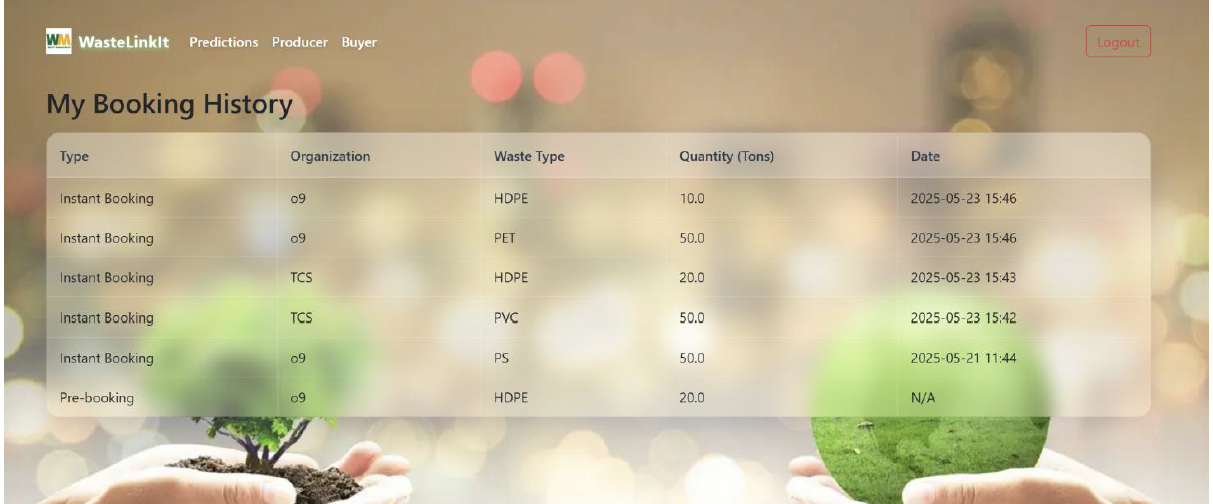 WM WasteLinkIt Predictions Producer Buyer Logout
My Booking History
Type Organization Waste Type Quantity (Tons) Date
Instant Booking o9 HDPE 10.0 2025-05-23 15:46
Instant Booking o9 PET 50.0 2025-05-23 15:46
Instant Booking TCS HDPE 20.0 2025-05-23 15:43
Instant Booking TCS PVC 50.0 2025-05-23 15:42
Instant Booking o9 PS 50.0 2025-05-21 11:44
Pre-booking o9 HDPE 20.0 N/A